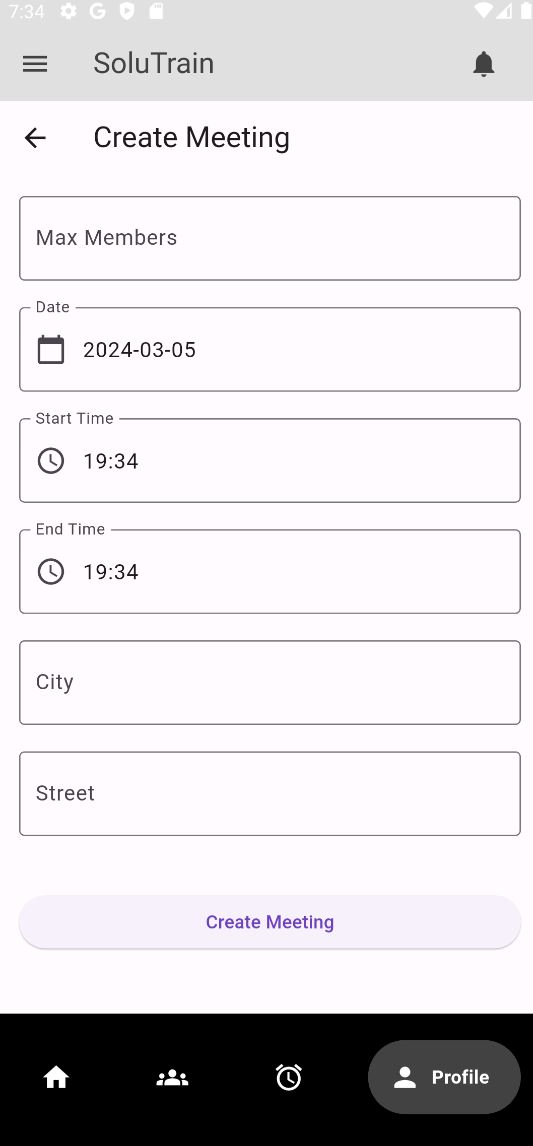 7:34
SoluTrain
Create Meeting
Max Members
Date
2024-03-05
Start Time
19:34
End Time
19:34
City
Street
Create Meeting
Profile